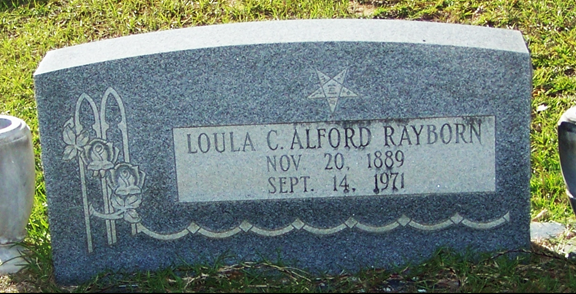 LOULA C. ALFORD RAYBORN
NOV. 20, 1889
SEPT. 14, 1971